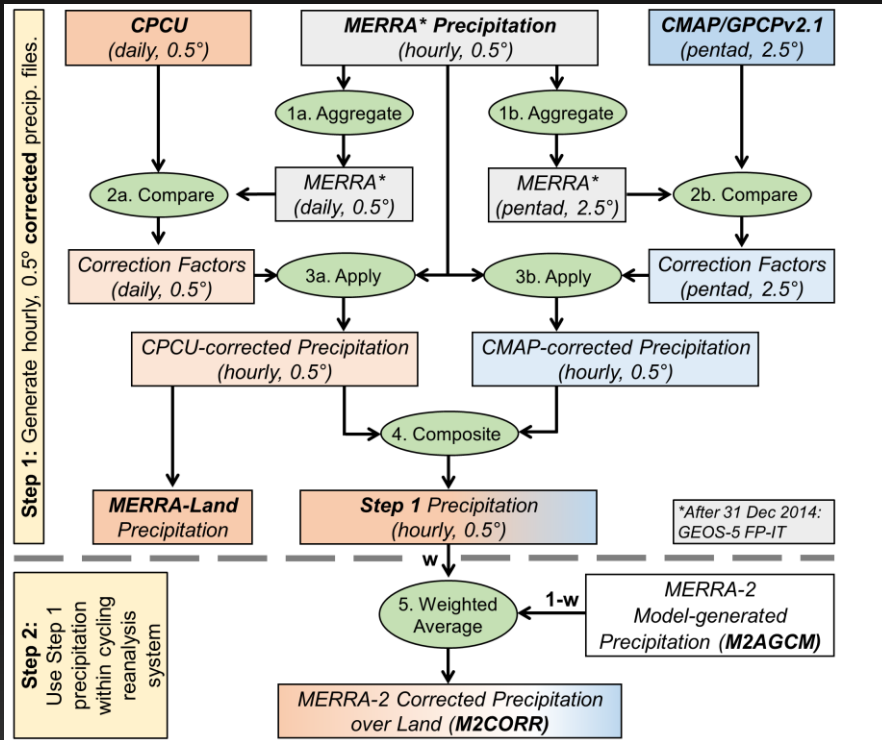 CPCU
(daily, 0.5°)
MERRA* Precipitation
(hourly, 0.5°)
CMAP/GPCPv2.1
(pentad, 2.5°)
1a. Aggregate
1b. Aggregate
2a. Compare
MERRA*
(daily, 0.5°)
MERRA*
(pentad, 2.5°)
2b. Compare
Correction Factors
(daily, 0.5°)
3a. Apply
3b. Apply
Correction Factors
(pentad, 2.5°)
CPCU-corrected Precipitation
(hourly, 0.5°)
CMAP-corrected Precipitation
(hourly, 0.5°)
4. Composite
MERRA-Land
Precipitation
Step 1 Precipitation
(hourly, 0.5°)
*After 31 Dec 2014:
GEOS-5 FP-IT
Step 1: Generate hourly, 0.5º corrected precip. files.
w
5. Weighted
Average
1-w
MERRA-2
Model-generated
Precipitation (M2AGCM)
MERRA-2 Corrected Precipitation
over Land (M2CORR)
Step 2:
Use Step 1
precipitation
within cycling
reanalysis
system